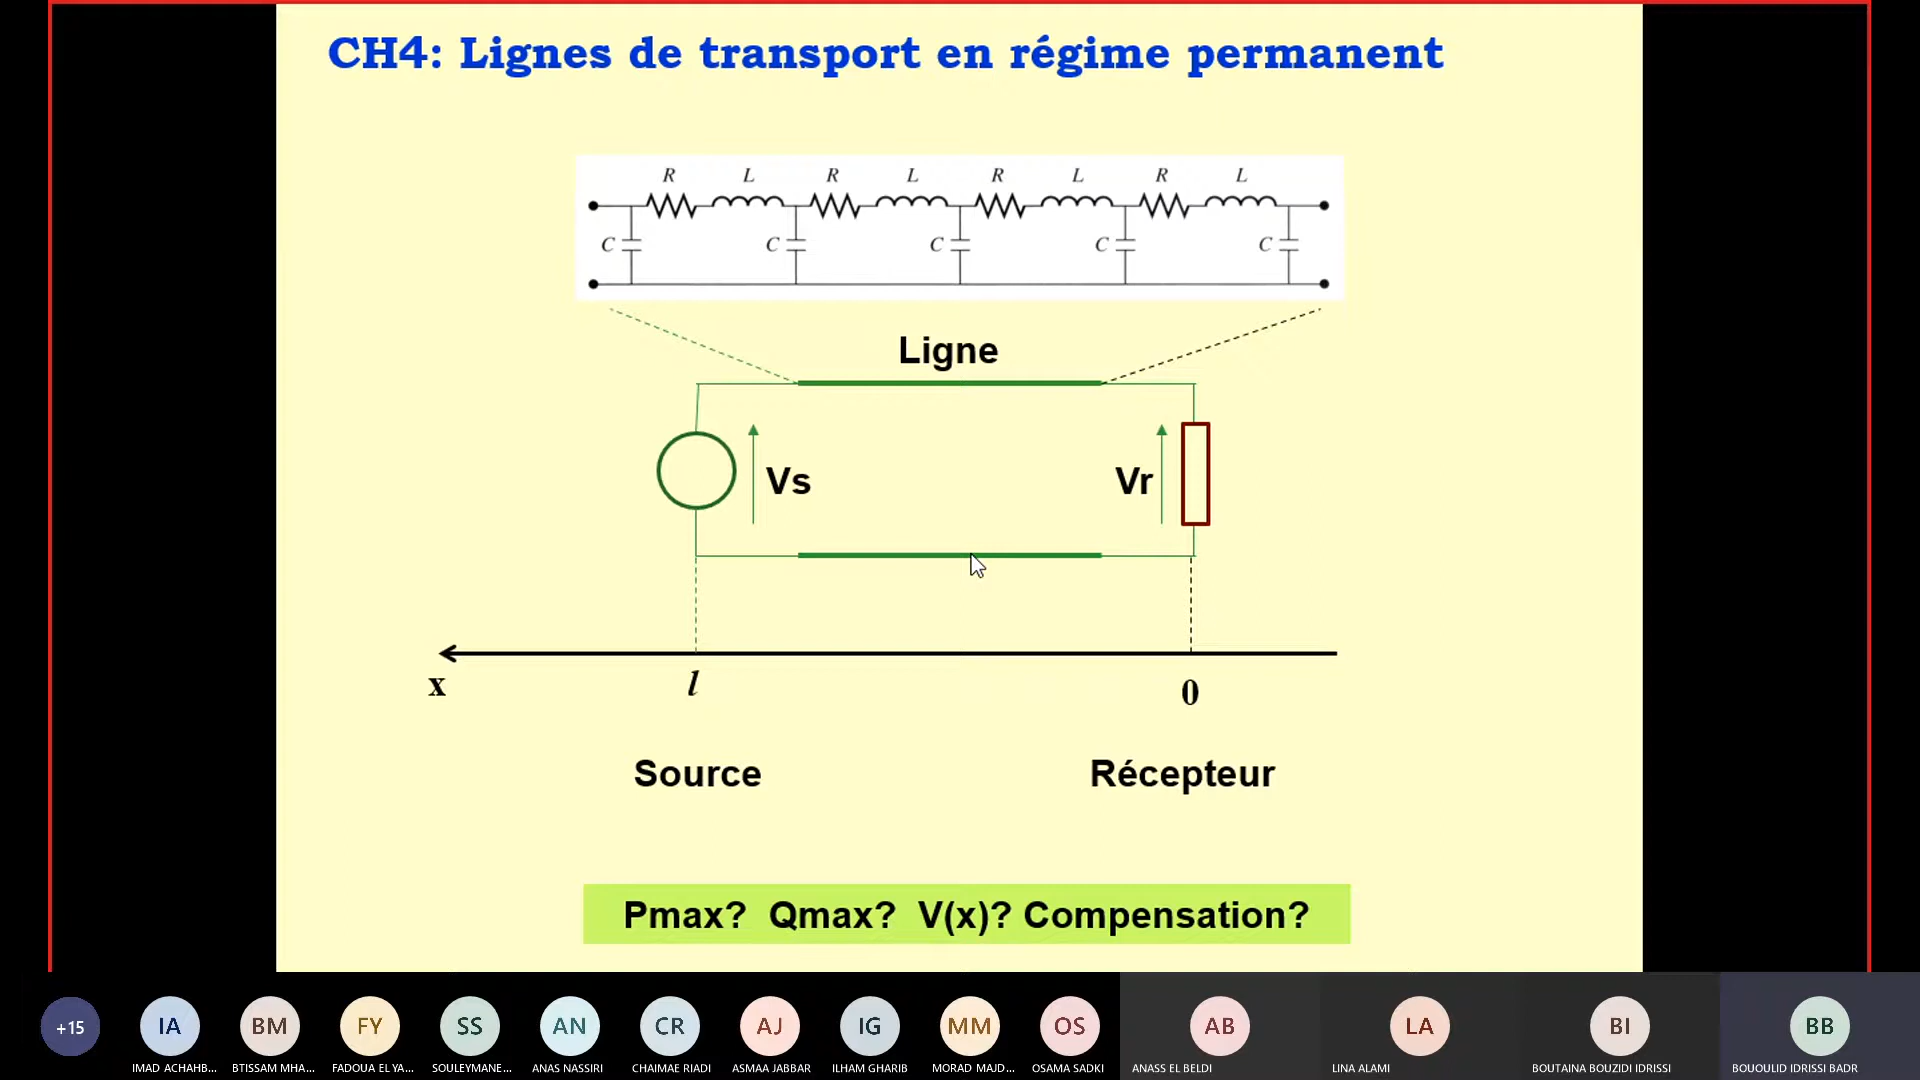 CH4: Lignes de transport en régime permanent
R L R L R L R L
C C C C C
Ligne
Vs Vr
x l 0
Source Récepteur
Pmax? Qmax? V(x)? Compensation?
+15 IA BM FY SS AN CR AJ IG MM OS AB LA BI BB
IMAD ACHAHB... BTISSAM MHA... FADOUA EL YA... SOULEYMANE... ANAS NASSIRI CHAIMAE RIADI ASMAA JABBAR ILHAM GHARIB MORAD MAJD... OSAMA SADKI ANASS EL BELDI LINA ALAMI BOUTAINA BOUZIDI IDRISSI BOUOULID IDRISSI BADR